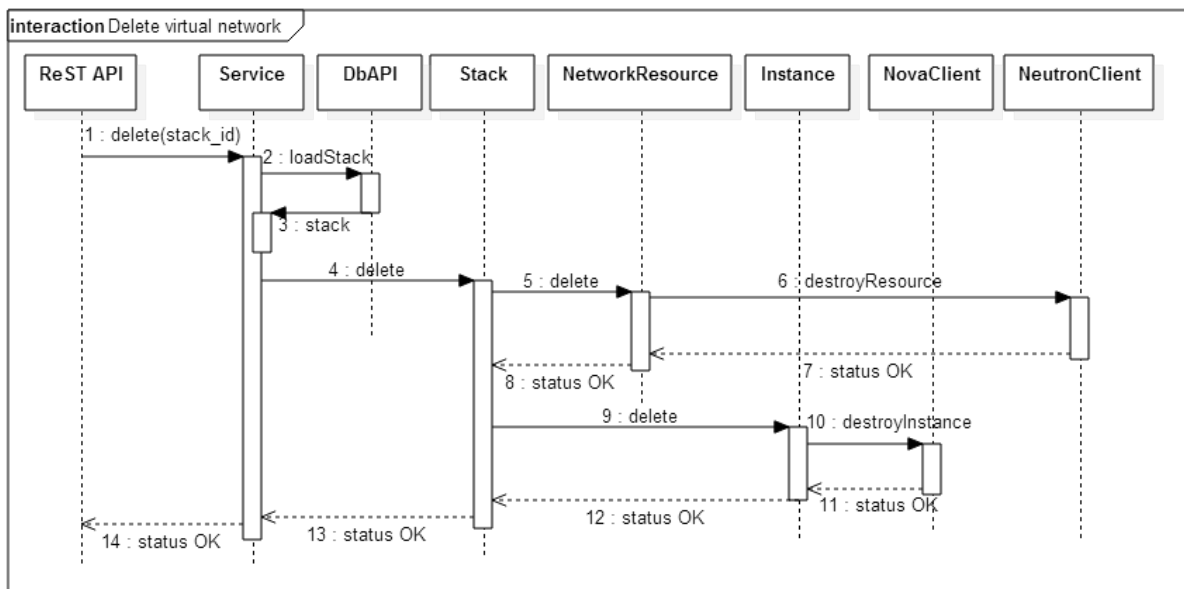 interaction Delete virtual network
ReST API
Service
DbAPI
Stack
NetworkResource
Instance
NovaClient
NeutronClient
1 : delete(stack_id)
2 : loadStack
3 : stack
4 : delete
5 : delete
6 : destroyResource
7 : status OK
8 : status OK
9 : delete
10 : destroyInstance
11 : status OK
12 : status OK
13 : status OK
14 : status OK